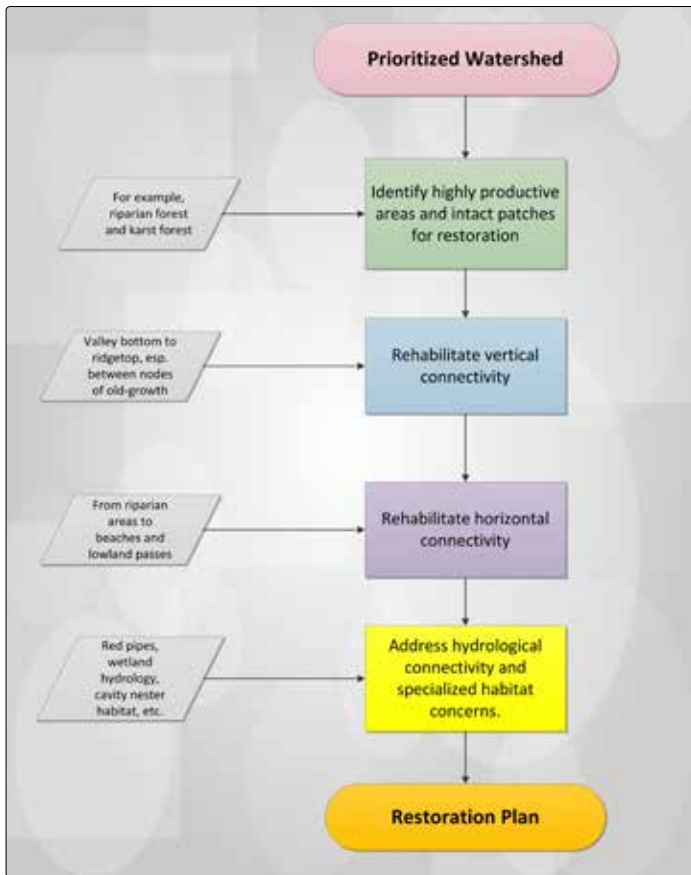 Prioritized Watershed
For example,
riparian forest
and karst forest
Identify highly productive
areas and intact patches
for restoration
Valley bottom to
ridgetop, esp.
between nodes
of old-growth
Rehabilitate vertical
connectivity
From riparian
areas to
beaches and
lowland passes
Rehabilitate horizontal
connectivity
Red pipes,
wetland
hydrology,
cavity nester
habitat, etc.
Address hydrological
connectivity and
specialized habitat
concerns.
Restoration Plan